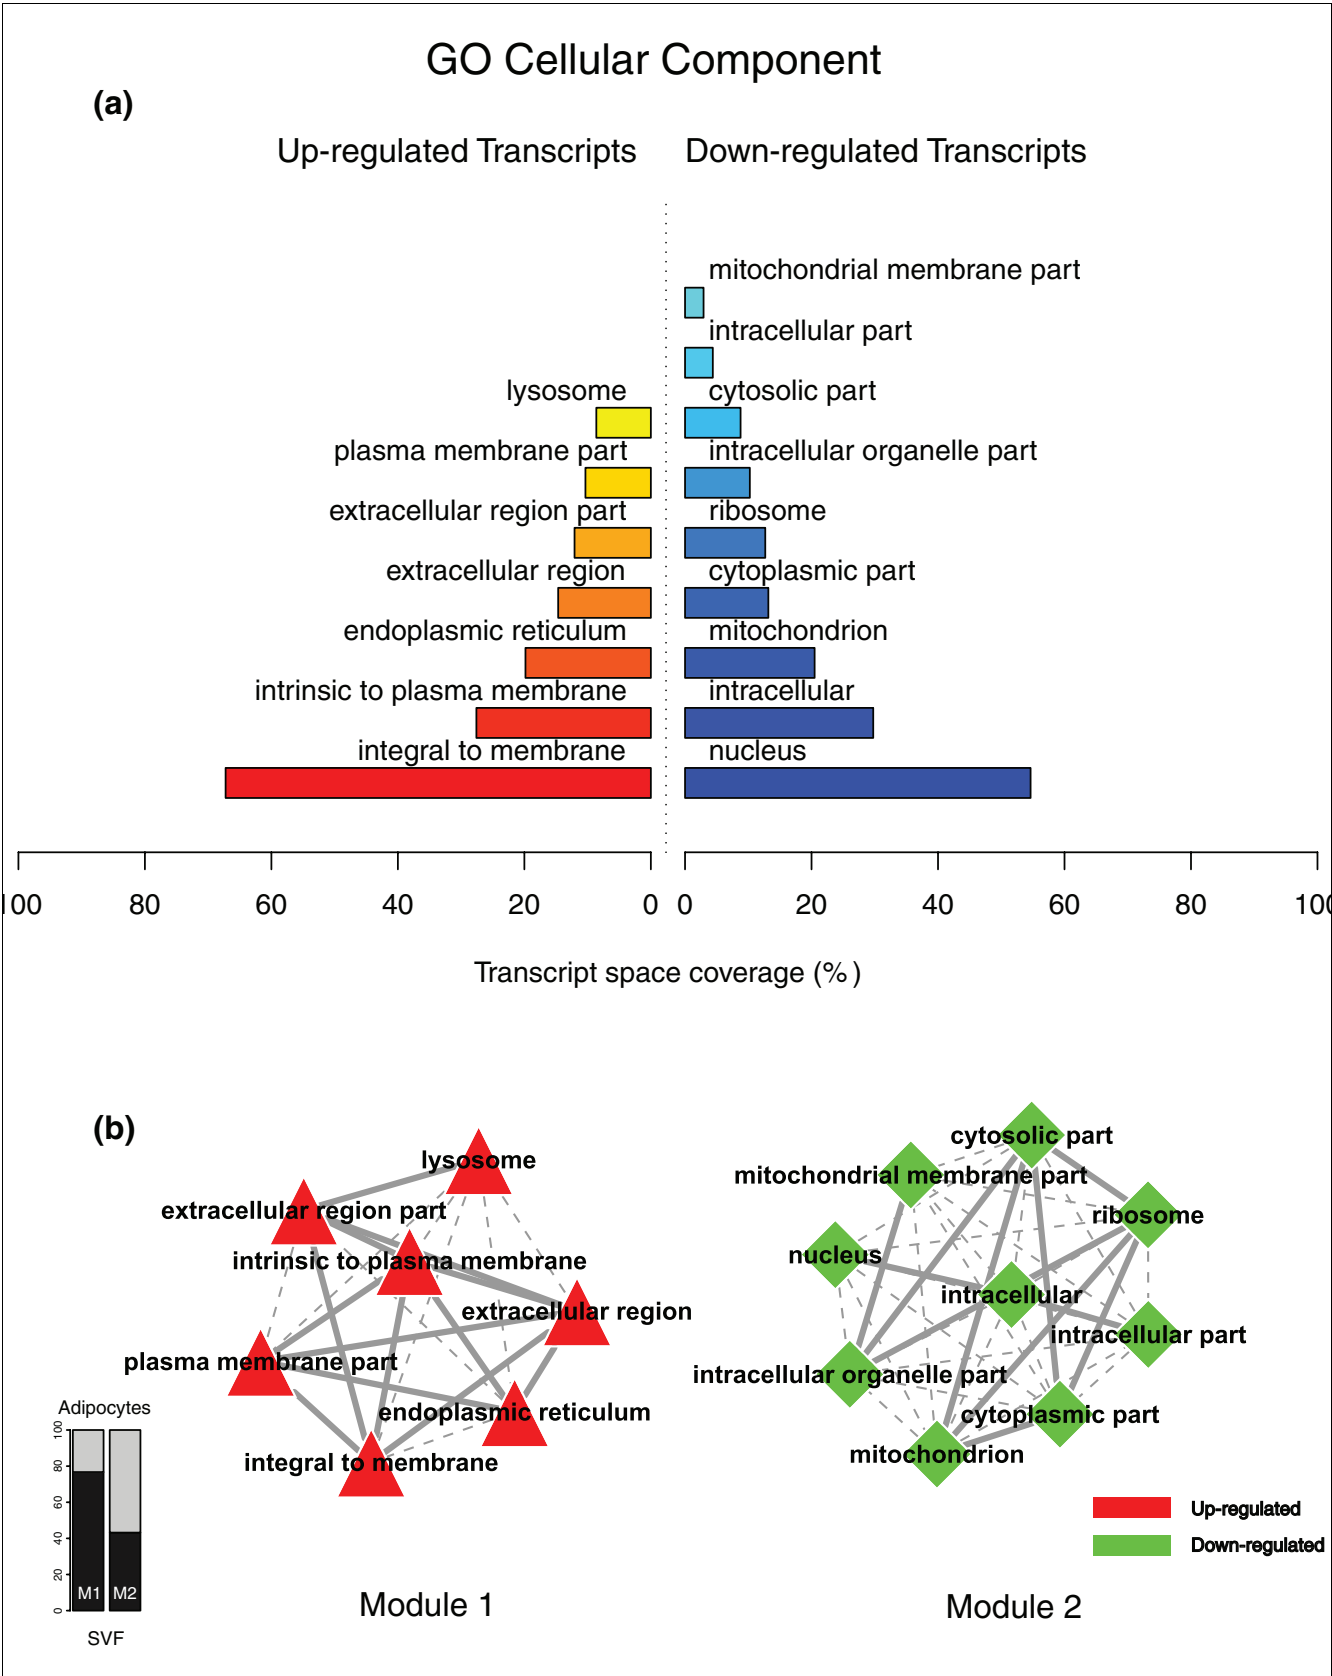 GO Cellular Component
(a)
Up-regulated Transcripts
Down-regulated Transcripts
mitochondrial membrane part
intracellular part
lysosome
cytosolic part
plasma membrane part
intracellular organelle part
extracellular region part
ribosome
extracellular region
cytoplasmic part
endoplasmic reticulum
mitochondrion
intrinsic to plasma membrane
intracellular
integral to membrane
nucleus
100 80 60 40 20 0 0 20 40 60 80 100
Transcript space coverage (%)
(b)
lysosome
extracellular region part
intrinsic to plasma membrane
extracellular region
plasma membrane part
endoplasmic reticulum
integral to membrane
cytosolic part
mitochondrial membrane part
ribosome
nucleus
intracellular
intracellular part
intracellular organelle part
cytoplasmic part
mitochondrion
Adipocytes
100
80
60
40
20
0
M1 M2
SVF
Up-regulated
Down-regulated
Module 1
Module 2